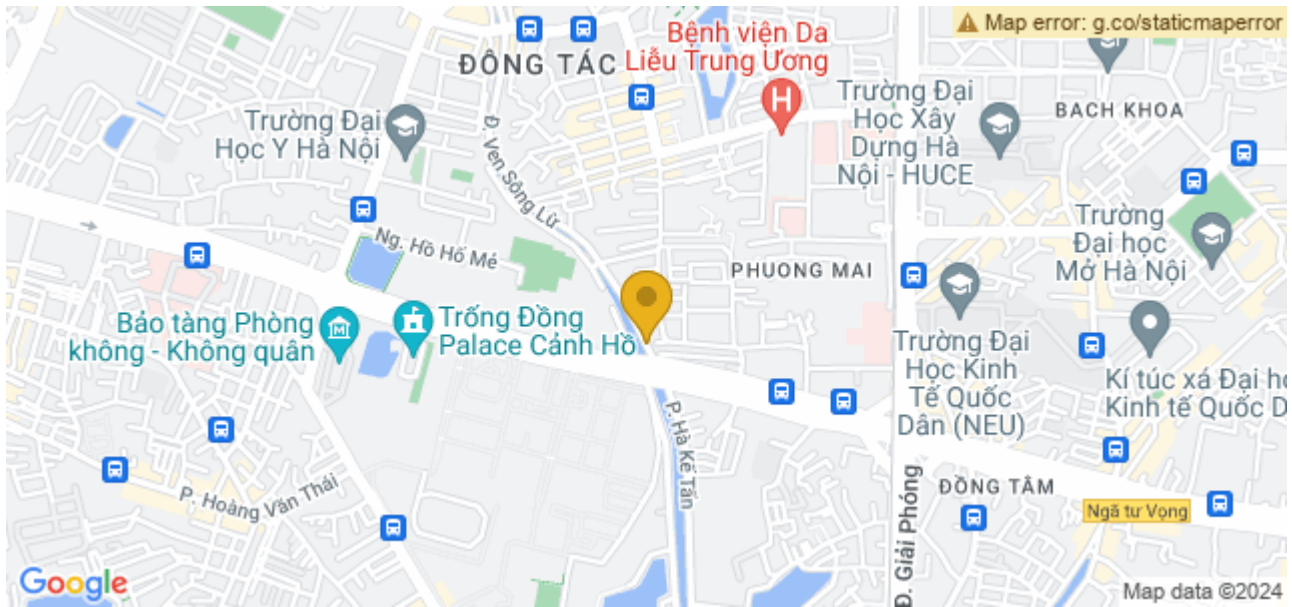 Map error: g.co/staticmaperror
Bệnh viện Da
Liễu Trung Ương
ĐÔNG TÁC
H
Trường Đại
Học Xây
Dựng Hà
Nội - HUCE
BACH KHOA
Trường Đại
Học Y Hà Nội
Đ. Ven Sông Lừ
Ng. Hồ Hố Mẻ
Trường
Đại học
Mở Hà Nội
PHUONG MAI
Bảo tàng Phòng
không - Không quân
M
Trống Đồng
Palace Cảnh Hồ
Trường Đại
Học Kinh
Tế Quốc
Dân (NEU)
Kí túc xá Đại họ
Kinh tế Quốc D
P. Hà Kế Tấn
P. Hoàng Văn Thái
Đ. Giải Phóng
ĐỒNG TÂM
Ngã tư Vọng
Google
Map data ©2024